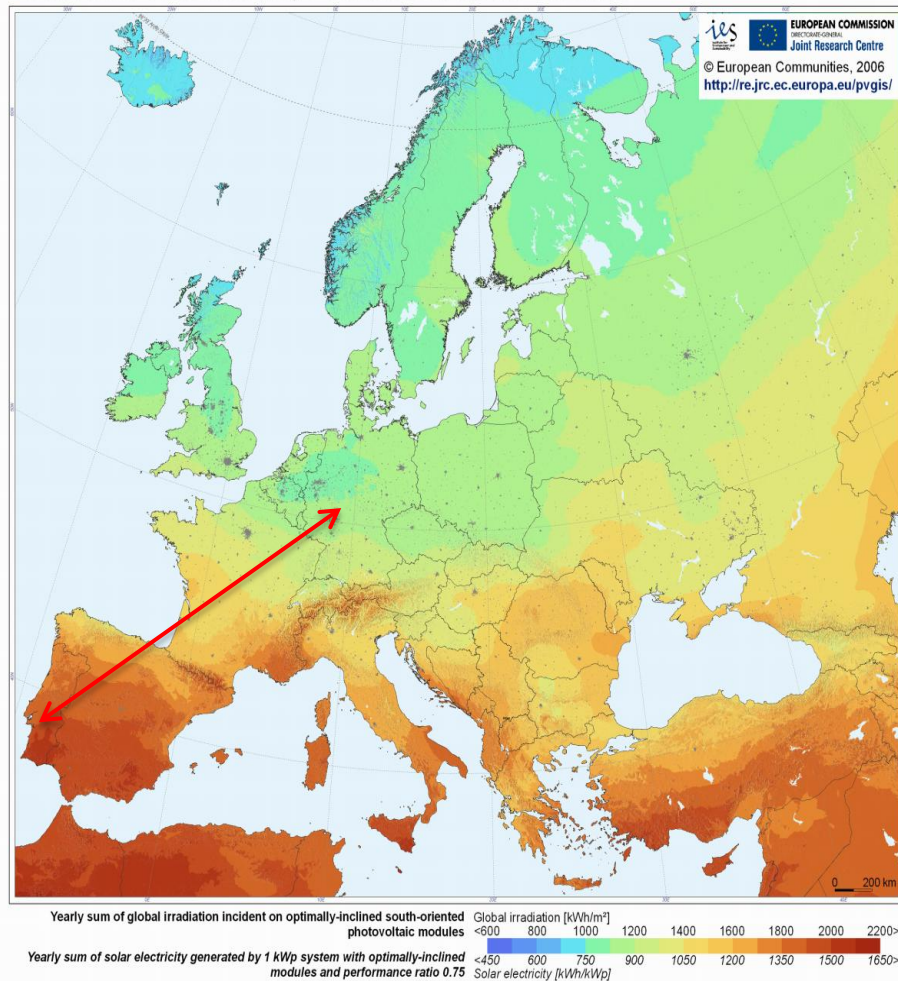 ies
EUROPEAN COMMISSION
DIRECTORATE-GENERAL
Joint Research Centre
© European Communities, 2006
http://re.jrc.ec.europa.eu/pvgis/
0 200 km
Yearly sum of global irradiation incident on optimally-inclined south-oriented
photovoltaic modules
Yearly sum of solar electricity generated by 1 kWp system with optimally-inclined
modules and performance ratio 0.75
Global irradiation [kWh/m²]
<600 800 1000 1200 1400 1600 1800 2000 2200>
<450 600 750 900 1050 1200 1350 1500 1650>
Solar electricity [kWh/kWp]